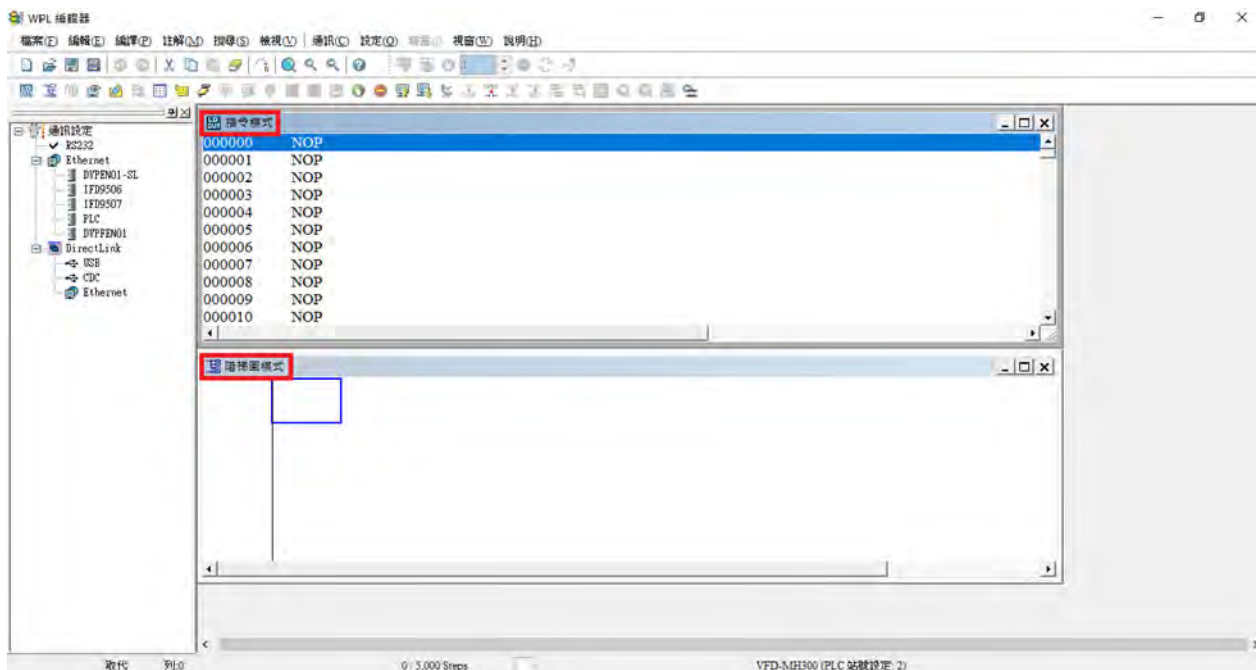 WPL 編輯器
檔案(F) 編輯(E) 編譯(P) 註解(M) 搜尋(S) 檢視(V) 通訊(C) 設定(O) 視窗(W) 說明(H)
通訊設定
RS232
Ethernet
DVPEN01-SL
IFD9506
IFD9507
PLC
DVPFEN01
DirectLink
USB
CDC
Ethernet
指令模式
000000 NOP
000001 NOP
000002 NOP
000003 NOP
000004 NOP
000005 NOP
000006 NOP
000007 NOP
000008 NOP
000009 NOP
000010 NOP
階梯圖模式
取代 列:0 0 / 5,000 Steps VFD-MH300 (PLC 站號設定: 2)